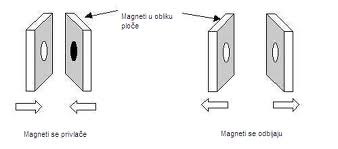 Magneti u obliku
ploče
Magneti se privlače
Magneti se odbijaju